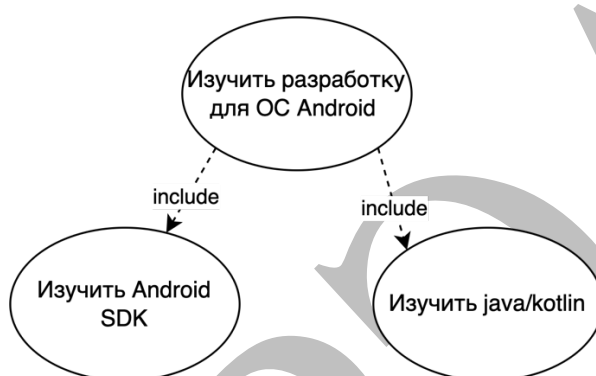 Изучить разработку
для ОС Android
include
include
Изучить Android
SDK
Изучить java/kotlin